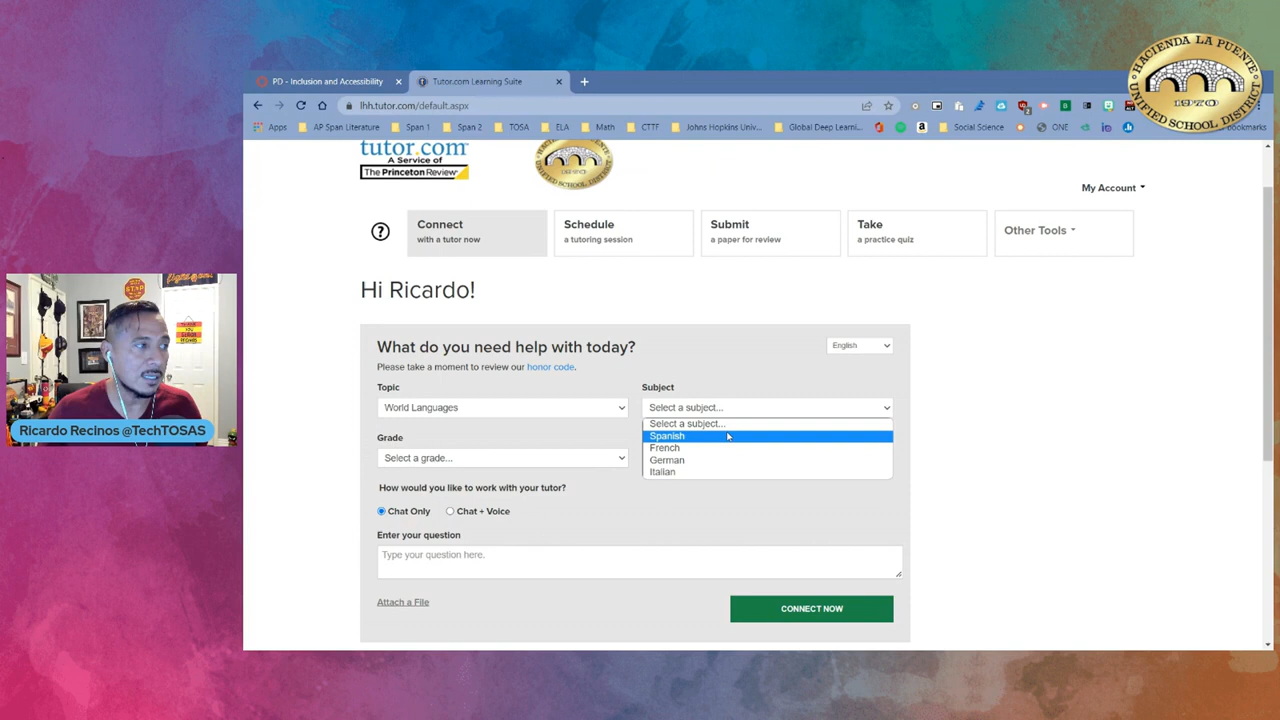 HACIENDA LA PUENTE
1970
UNIFIED SCHOOL DISTRICT
PD - Inclusion and Accessibility
Tutor.com Learning Suite
lhh.tutor.com/default.aspx
Apps
AP Span Literature
Span 1
Span 2
TOSA
ELA
Math
CTTF
Johns Hopkins Univ...
Global Deep Learni...
Social Science
ONE
bookmarks
tutor.com
A Service of
The Princeton Review
My Account
Connect
with a tutor now
Schedule
a tutoring session
Submit
a paper for review
Take
a practice quiz
Other Tools
Hi Ricardo!
What do you need help with today?
English
Please take a moment to review our honor code.
Topic
Subject
World Languages
Select a subject...
Select a subject...
Spanish
French
German
Italian
Grade
Select a grade...
How would you like to work with your tutor?
Chat Only
Chat + Voice
Enter your question
Type your question here.
Attach a File
CONNECT NOW
Ricardo Recinos @TechTOSAS